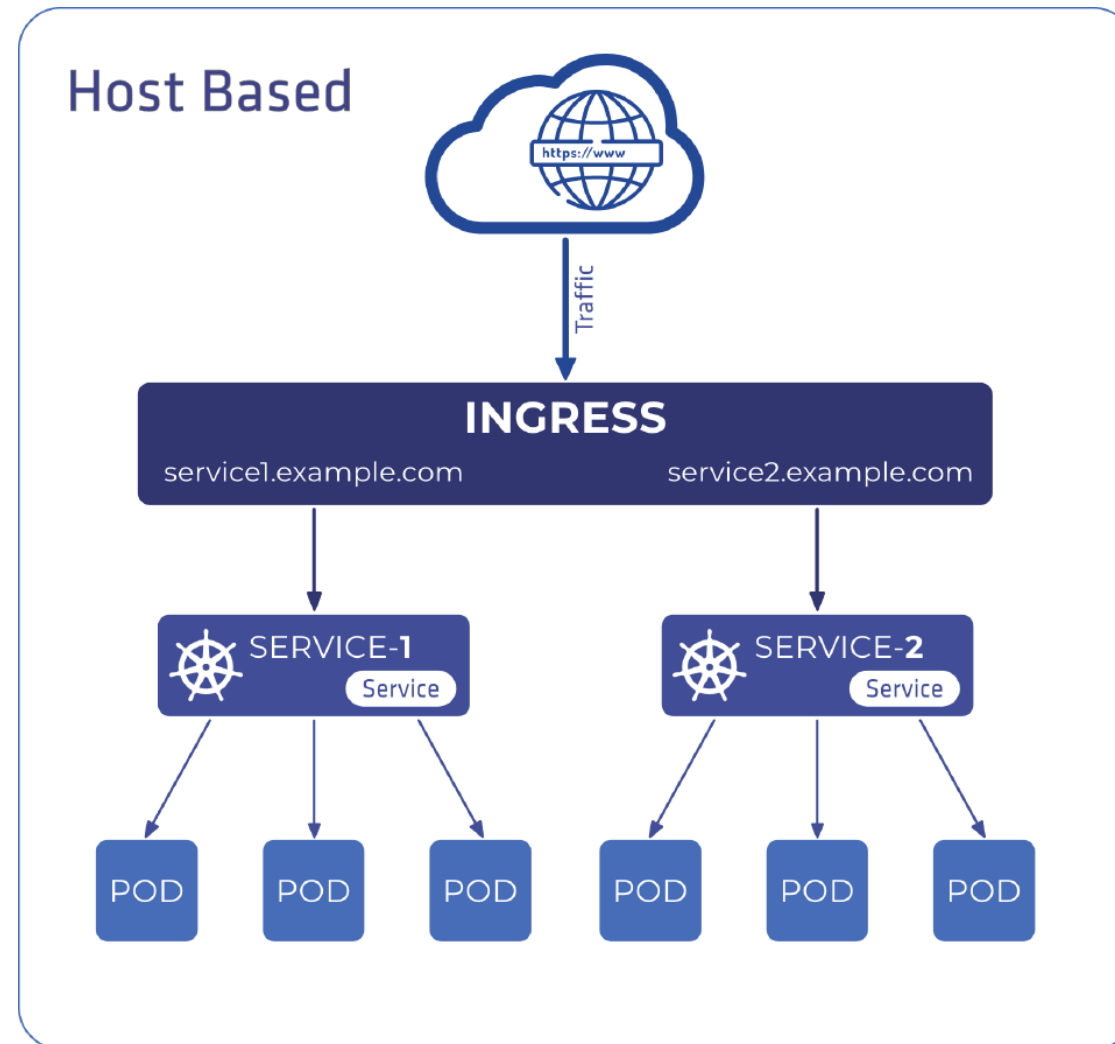 Host Based
https://www
Traffic
INGRESS
service1.example.com
service2.example.com
SERVICE-1
Service
SERVICE-2
Service
POD
POD
POD
POD
POD
POD